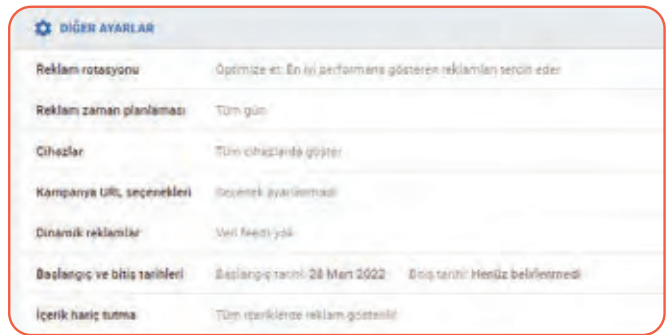 DİĞER AYARLAR
Reklam rotasyonu Optimize et: En iyi performans gösteren reklamları tercih eder
Reklam zaman planlaması Tüm gün
Cihazlar Tüm cihazlarda göster
Kampanya URL seçenekleri Seçenek ayarlanmadı
Dinamik reklamlar Veri feedi yok
Başlangıç ve bitiş tarihleri Başlangıç tarihi: 28 Mart 2022 Bitiş tarihi: Henüz belirlenmedi
İçerik hariç tutma Tüm içeriklerde reklam gösterilir